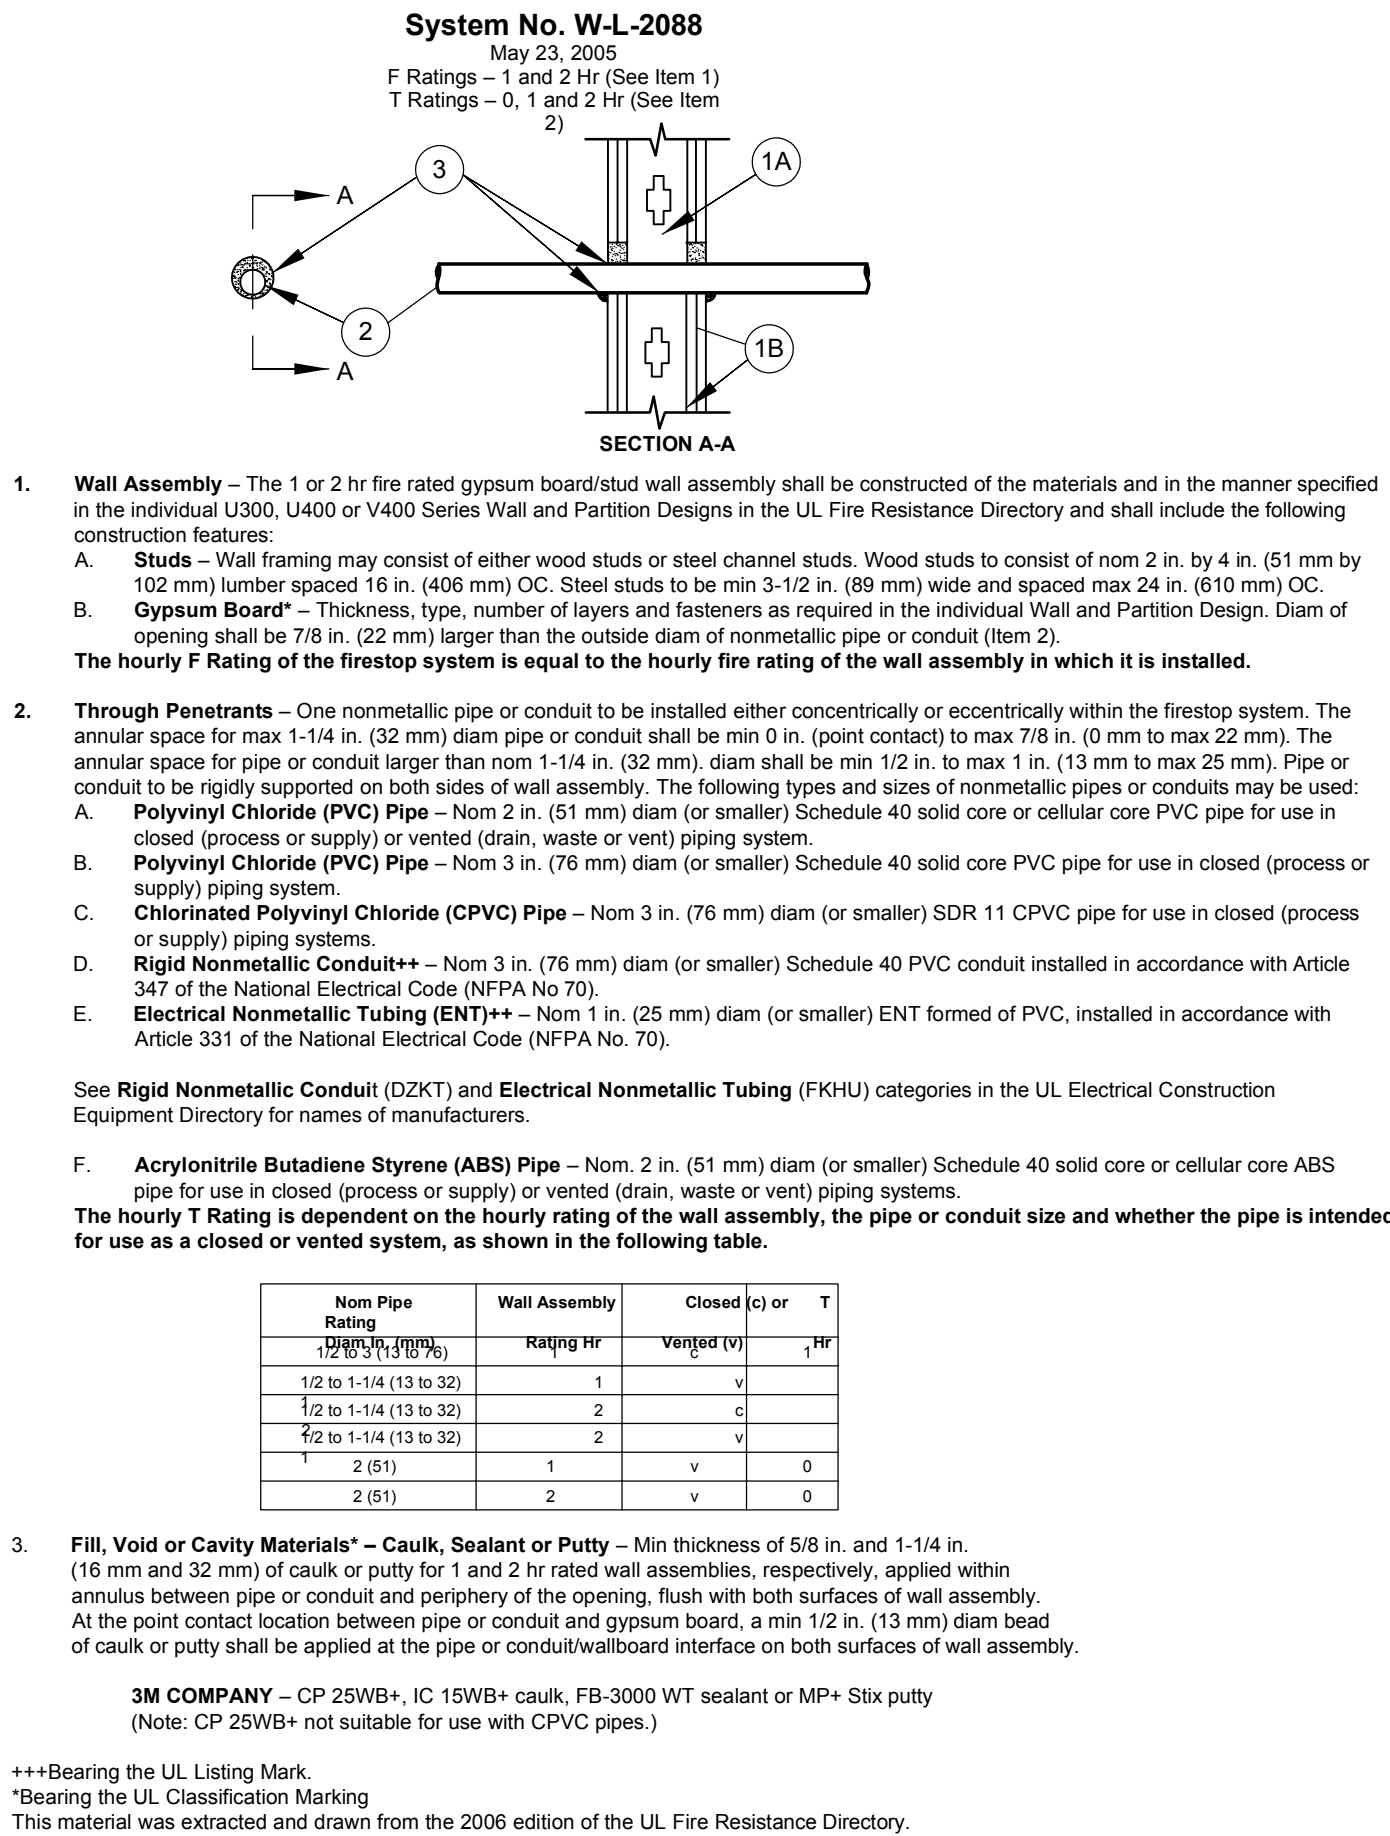 System No. W-L-2088
May 23, 2005
F Ratings – 1 and 2 Hr (See Item 1)
T Ratings – 0, 1 and 2 Hr (See Item
2)
3
1A
A
2
1B
A
SECTION A-A
1. Wall Assembly – The 1 or 2 hr fire rated gypsum board/stud wall assembly shall be constructed of the materials and in the manner specified
in the individual U300, U400 or V400 Series Wall and Partition Designs in the UL Fire Resistance Directory and shall include the following
construction features:
A. Studs – Wall framing may consist of either wood studs or steel channel studs. Wood studs to consist of nom 2 in. by 4 in. (51 mm by
102 mm) lumber spaced 16 in. (406 mm) OC. Steel studs to be min 3-1/2 in. (89 mm) wide and spaced max 24 in. (610 mm) OC.
B. Gypsum Board* – Thickness, type, number of layers and fasteners as required in the individual Wall and Partition Design. Diam of
opening shall be 7/8 in. (22 mm) larger than the outside diam of nonmetallic pipe or conduit (Item 2).
The hourly F Rating of the firestop system is equal to the hourly fire rating of the wall assembly in which it is installed.
2. Through Penetrants – One nonmetallic pipe or conduit to be installed either concentrically or eccentrically within the firestop system. The
annular space for max 1-1/4 in. (32 mm) diam pipe or conduit shall be min 0 in. (point contact) to max 7/8 in. (0 mm to max 22 mm). The
annular space for pipe or conduit larger than nom 1-1/4 in. (32 mm). diam shall be min 1/2 in. to max 1 in. (13 mm to max 25 mm). Pipe or
conduit to be rigidly supported on both sides of wall assembly. The following types and sizes of nonmetallic pipes or conduits may be used:
A. Polyvinyl Chloride (PVC) Pipe – Nom 2 in. (51 mm) diam (or smaller) Schedule 40 solid core or cellular core PVC pipe for use in
closed (process or supply) or vented (drain, waste or vent) piping system.
B. Polyvinyl Chloride (PVC) Pipe – Nom 3 in. (76 mm) diam (or smaller) Schedule 40 solid core PVC pipe for use in closed (process or
supply) piping system.
C. Chlorinated Polyvinyl Chloride (CPVC) Pipe – Nom 3 in. (76 mm) diam (or smaller) SDR 11 CPVC pipe for use in closed (process
or supply) piping systems.
D. Rigid Nonmetallic Conduit++ – Nom 3 in. (76 mm) diam (or smaller) Schedule 40 PVC conduit installed in accordance with Article
347 of the National Electrical Code (NFPA No 70).
E. Electrical Nonmetallic Tubing (ENT)++ – Nom 1 in. (25 mm) diam (or smaller) ENT formed of PVC, installed in accordance with
Article 331 of the National Electrical Code (NFPA No. 70).
See Rigid Nonmetallic Conduit (DZKT) and Electrical Nonmetallic Tubing (FKHU) categories in the UL Electrical Construction
Equipment Directory for names of manufacturers.
F. Acrylonitrile Butadiene Styrene (ABS) Pipe – Nom. 2 in. (51 mm) diam (or smaller) Schedule 40 solid core or cellular core ABS
pipe for use in closed (process or supply) or vented (drain, waste or vent) piping systems.
The hourly T Rating is dependent on the hourly rating of the wall assembly, the pipe or conduit size and whether the pipe is intended
for use as a closed or vented system, as shown in the following table.
Nom Pipe Wall Assembly Closed (c) or T
Rating
Diam In. (mm) Rating Hr Vented (v) Hr
1/2 to 3 (13 to 76) 1 c 1
1/2 to 1-1/4 (13 to 32) 1 v
1
1/2 to 1-1/4 (13 to 32) 2 c
2
1/2 to 1-1/4 (13 to 32) 2 v
1
2 (51) 1 v 0
2 (51) 2 v 0
3. Fill, Void or Cavity Materials* – Caulk, Sealant or Putty – Min thickness of 5/8 in. and 1-1/4 in.
(16 mm and 32 mm) of caulk or putty for 1 and 2 hr rated wall assemblies, respectively, applied within
annulus between pipe or conduit and periphery of the opening, flush with both surfaces of wall assembly.
At the point contact location between pipe or conduit and gypsum board, a min 1/2 in. (13 mm) diam bead
of caulk or putty shall be applied at the pipe or conduit/wallboard interface on both surfaces of wall assembly.
3M COMPANY – CP 25WB+, IC 15WB+ caulk, FB-3000 WT sealant or MP+ Stix putty
(Note: CP 25WB+ not suitable for use with CPVC pipes.)
+++Bearing the UL Listing Mark.
*Bearing the UL Classification Marking
This material was extracted and drawn from the 2006 edition of the UL Fire Resistance Directory.